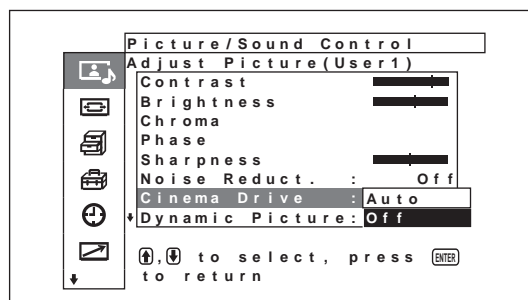 Picture/Sound Control
Adjust Picture(User1)
Contrast
Brightness
Chroma
Phase
Sharpness
Noise Reduct. : Off
Cinema Drive : Auto
Dynamic Picture: Off
, to select, press ENTER
to return